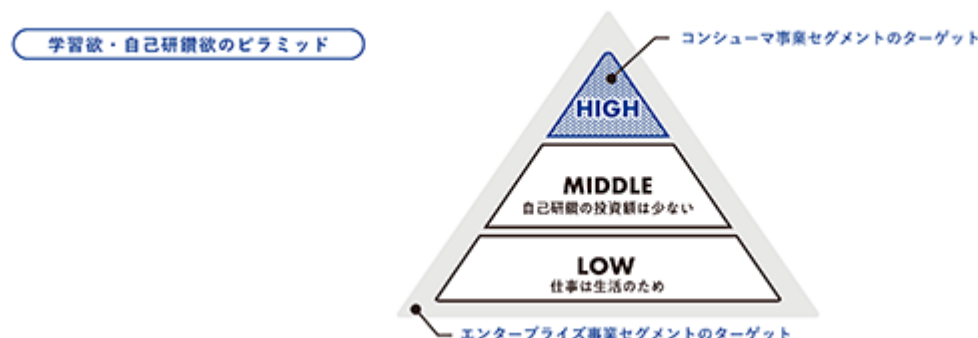 学習欲・自己研鑽欲のピラミッド
コンシューマ事業セグメントのターゲット
HIGH
MIDDLE
自己研鑽の投資額は少ない
LOW
仕事は生活のため
エンタープライズ事業セグメントのターゲット